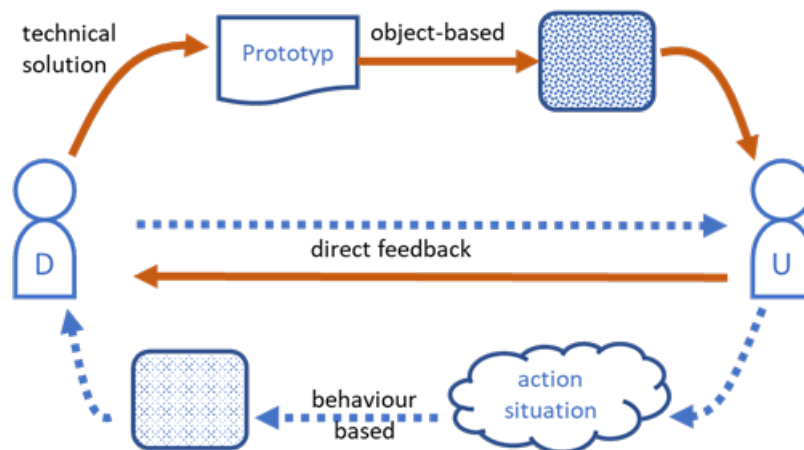 technical
solution
Prototyp
object-based
D
direct feedback
U
behaviour
based
action
situation